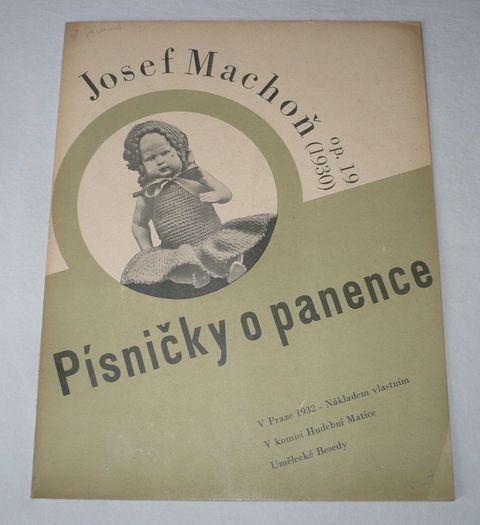 Josef Machoň
op. 19
(1930)
Písničky o panence
V Praze 1932 - Nákladem vlastním
V komisi Hudební Matice
Umělecké Besedy